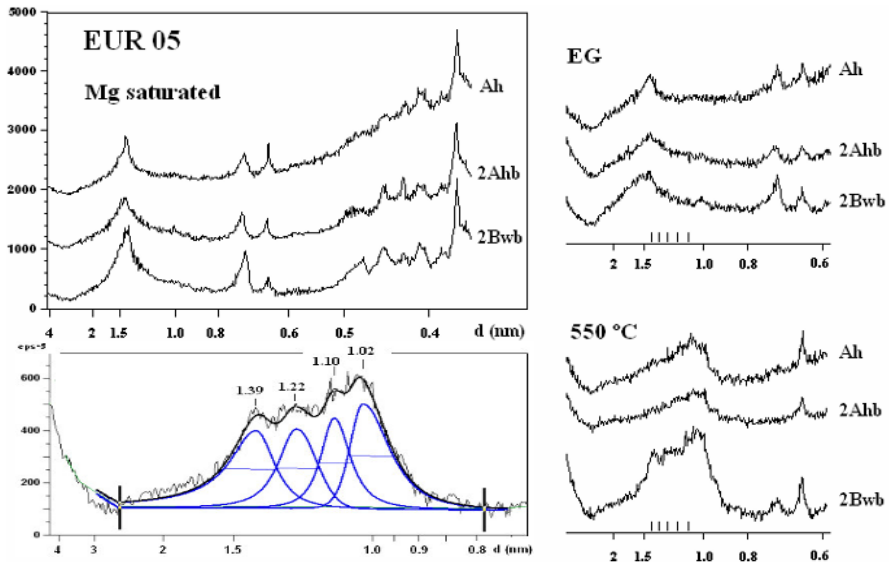 5000
EUR 05
Mg saturated
4000
3000
2000
1000
0
Ah
2Ahb
2Bwb
4 2 1.5 1.0 0.8 0.6 0.5 0.4 d (nm)
EG
Ah
2Ahb
2Bwb
2 1.5 1.0 0.8 0.6
cps-s
600
400
300
200
0
1.39 1.22 1.10 1.02
4 3 2 1.5 1.0 0.9 0.8 d (nm)
550 °C
Ah
2Ahb
2Bwb
2 1.5 1.0 0.8 0.6